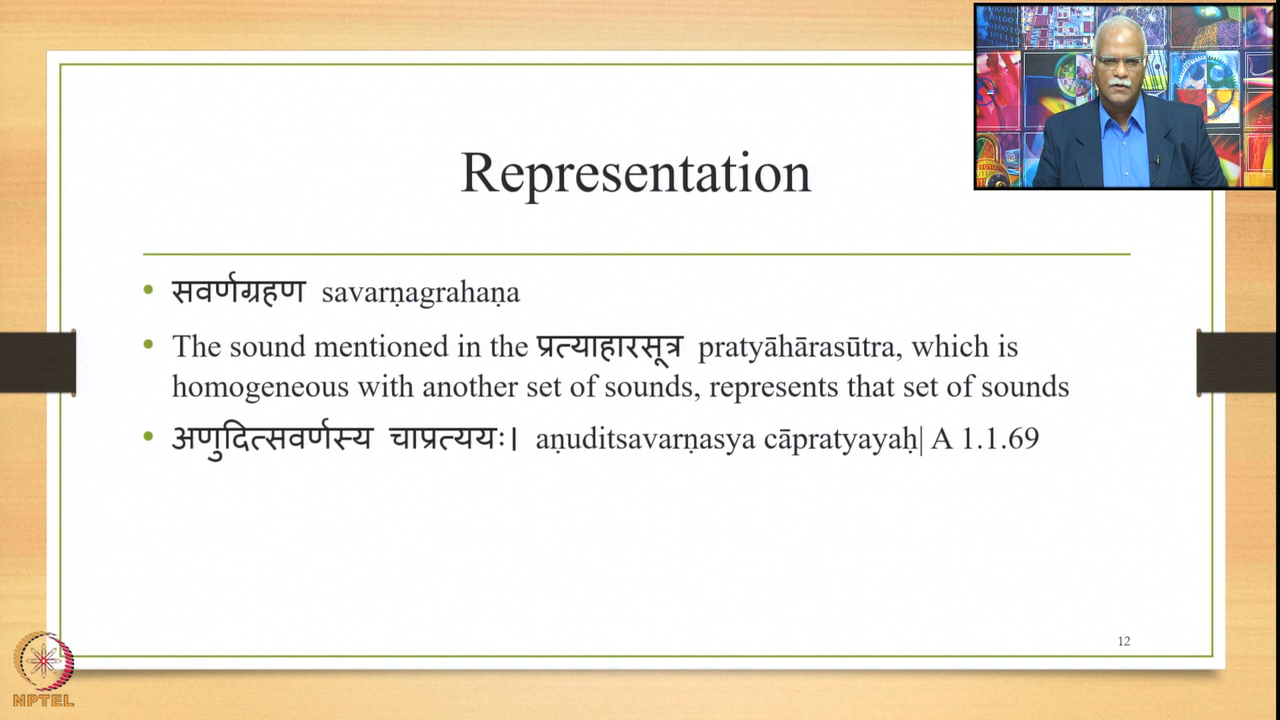 Representation
सवर्णग्रहण savarṇagrahaṇa
The sound mentioned in the प्रत्याहारसूत्र pratyāhārasūtra, which is
homogeneous with another set of sounds, represents that set of sounds
अणुदित्सवर्णस्य चाप्रत्ययः। aṇuditsavarṇasya cāpratyayaḥ| A 1.1.69
12
NPTEL